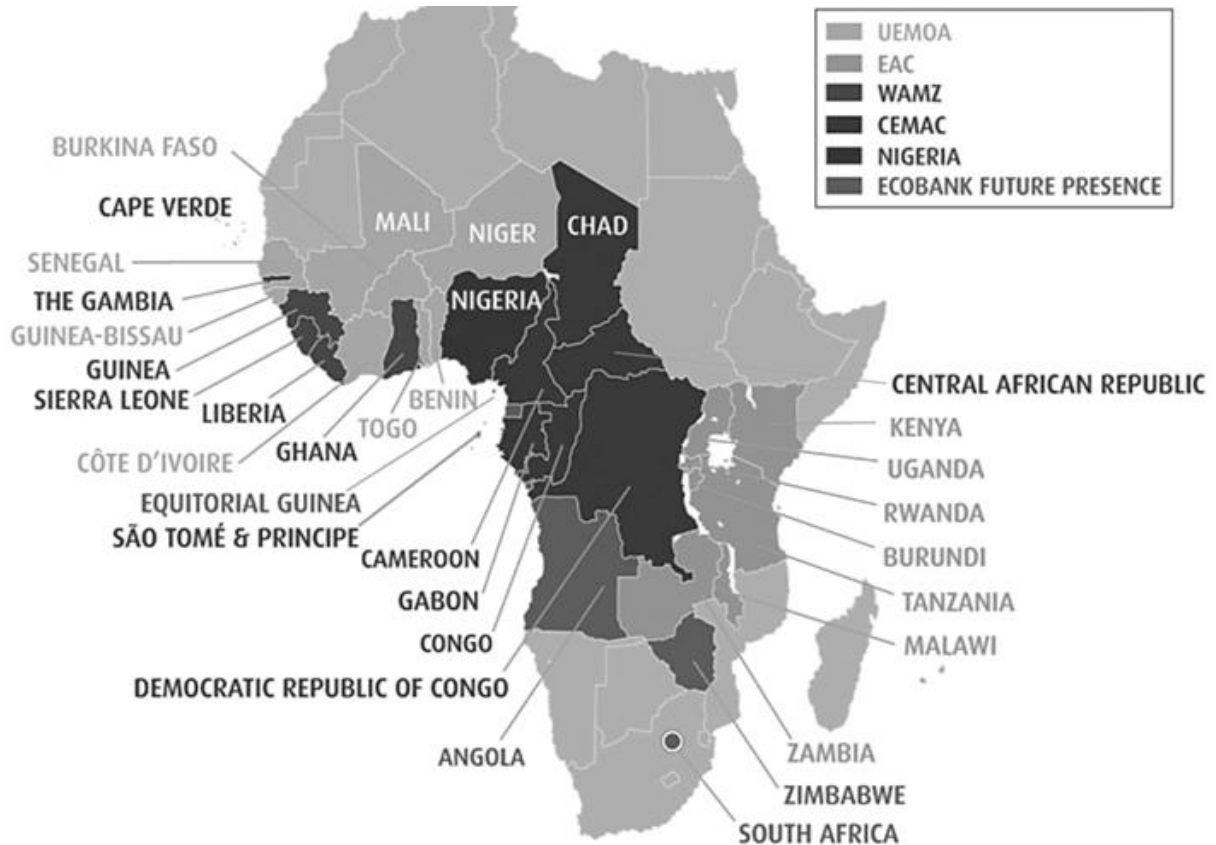 UEMOA
EAC
WAMZ
CEMAC
NIGERIA
ECOBANK FUTURE PRESENCE
BURKINA FASO
CAPE VERDE
MALI
NIGER
CHAD
SENEGAL
THE GAMBIA
NIGERIA
GUINEA-BISSAU
GUINEA
SIERRA LEONE
LIBERIA
BENIN
TOGO
GHANA
CÔTE D'IVOIRE
EQUITORIAL GUINEA
SÃO TOMÉ & PRINCIPE
CAMEROON
GABON
CONGO
DEMOCRATIC REPUBLIC OF CONGO
ANGOLA
CENTRAL AFRICAN REPUBLIC
KENYA
UGANDA
RWANDA
BURUNDI
TANZANIA
MALAWI
ZAMBIA
ZIMBABWE
SOUTH AFRICA